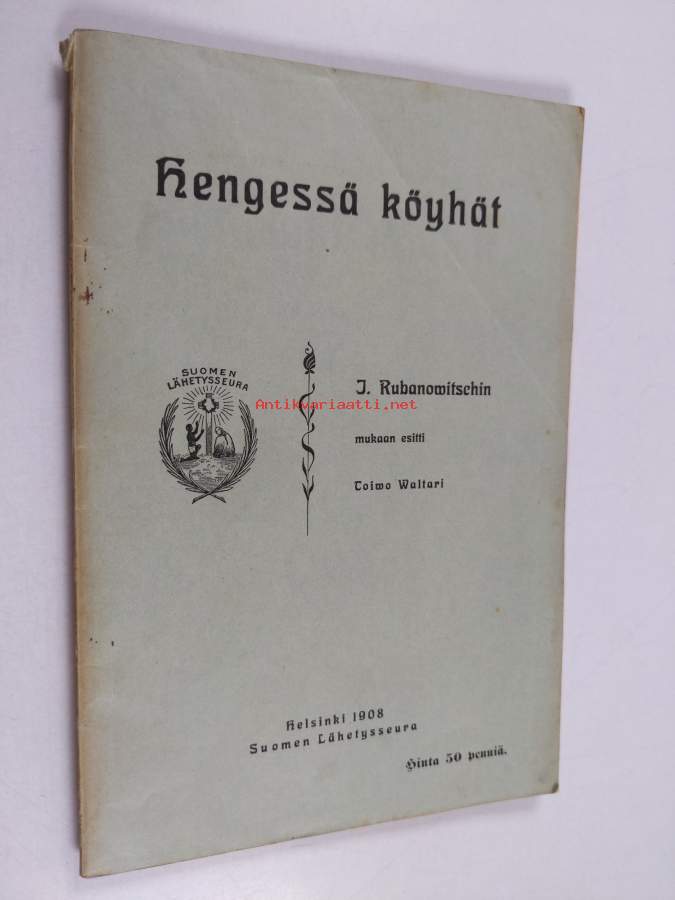 Hengessä köyhät
SUOMEN
LÄHETYSSEURA
J. Rubanowitschin
Antikvariaatti.net
mukaan esitti
Toiwo Waltari
Helsinki 1908
Suomen Lähetysseura
Hinta 50 penniä.